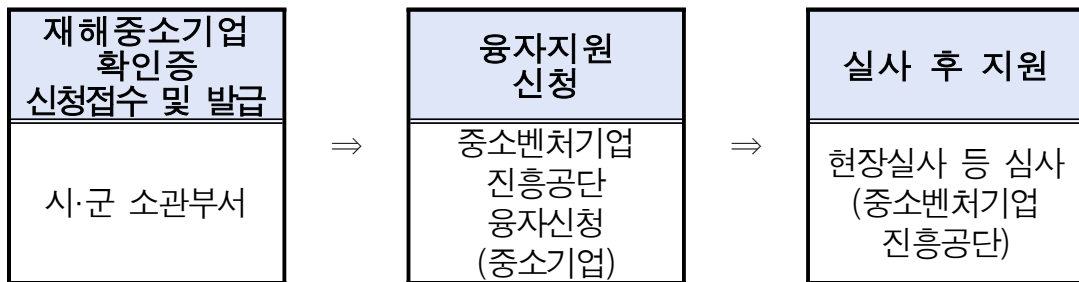 재해중소기업
확인증
신청접수 및 발급
시·군 소관부서
⇒
융자지원
신청
중소벤처기업
진흥공단
융자신청
(중소기업)
⇒
실사 후 지원
현장실사 등 심사
(중소벤처기업
진흥공단)